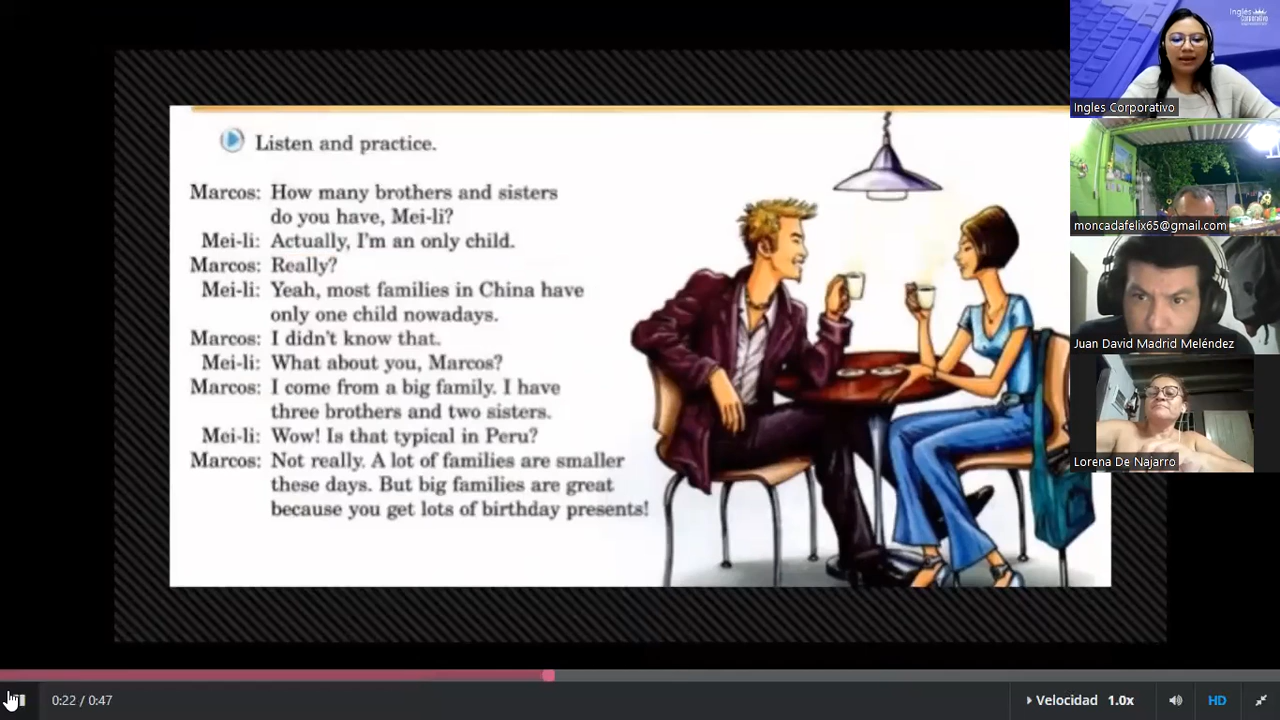 Listen and practice.
Marcos: How many brothers and sisters
do you have, Mei-li?
Mei-li: Actually, I'm an only child.
Marcos: Really?
Mei-li: Yeah, most families in China have
only one child nowadays.
Marcos: I didn't know that.
Mei-li: What about you, Marcos?
Marcos: I come from a big family. I have
three brothers and two sisters.
Mei-li: Wow! Is that typical in Peru?
Marcos: Not really. A lot of families are smaller
these days. But big families are great
because you get lots of birthday presents!
Inglés
Corporativo
Ingles Corporativo
moncadafelix65@gmail.com
Juan David Madrid Meléndez
Lorena De Najarro
0:22 / 0:47
Velocidad 1.0x
HD